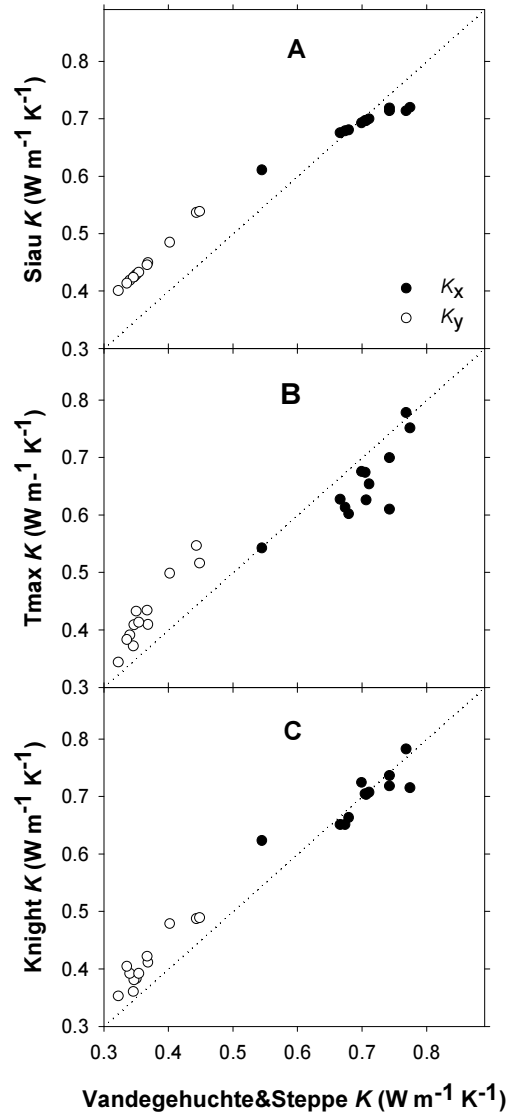 A
0.8
0.7
0.6
0.5
0.4
0.3
Siau K (W m-1 K-1)
Kx
Ky
B
0.8
0.7
0.6
0.5
0.4
0.3
Tmax K (W m-1 K-1)
C
0.8
0.7
0.6
0.5
0.4
0.3
Knight K (W m-1 K-1)
0.3 0.4 0.5 0.6 0.7 0.8
Vandegehuchte&Steppe K (W m-1 K-1)